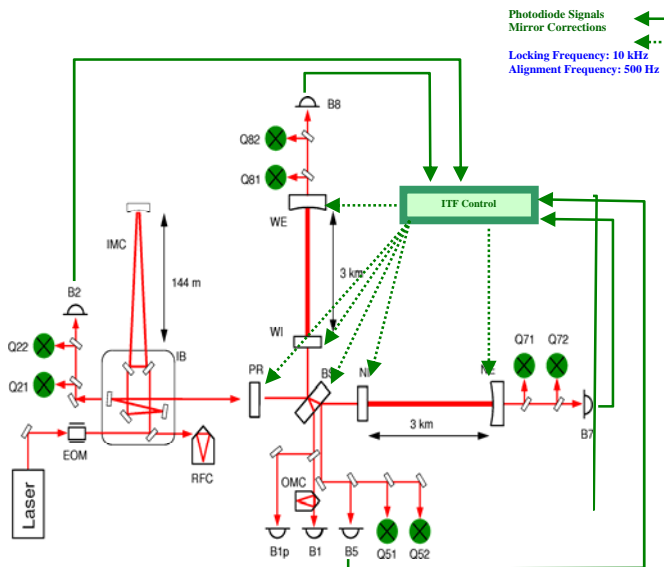 Photodiode Signals
Mirror Corrections
Locking Frequency: 10 kHz
Alignment Frequency: 500 Hz
B8
Q82
Q81
WE
ITF Control
IMC
144 m
3 km
B2
Q22
Q21
IB
WI
PR
BS
NI
NE
Q71
Q72
3 km
B7
EOM
RFC
Laser
OMC
B1p
B1
B5
Q51
Q52